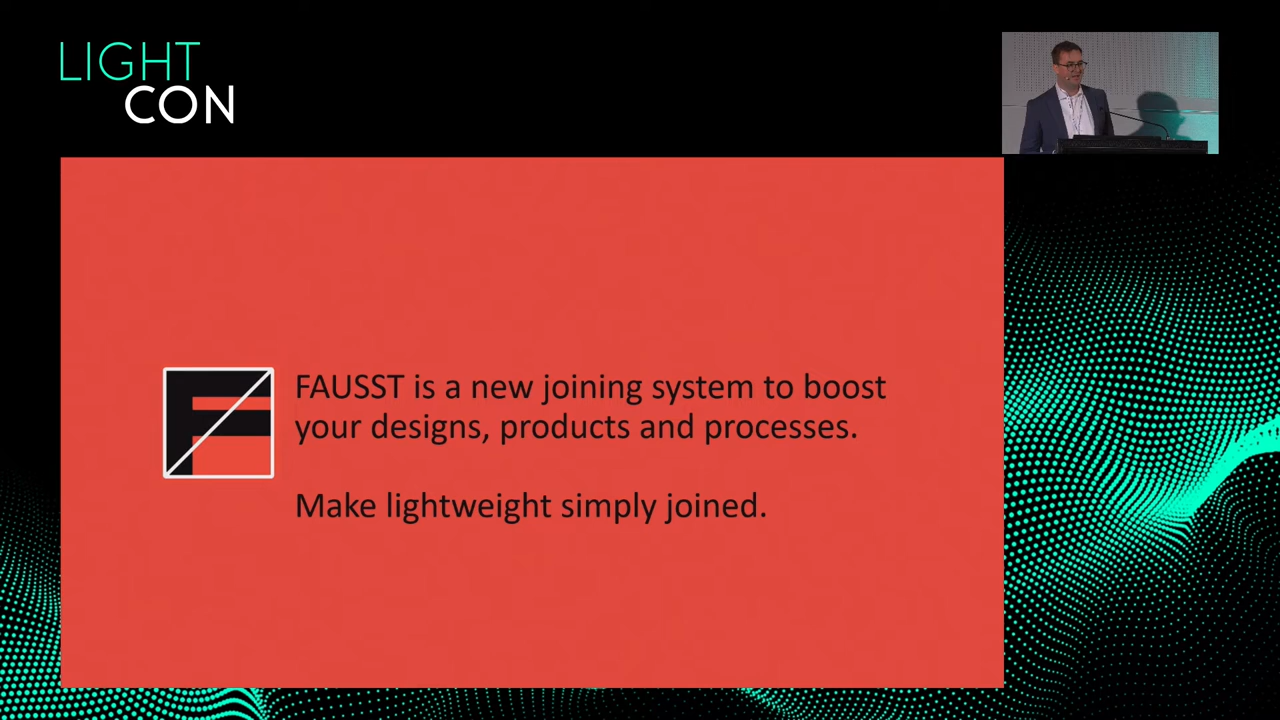 LIGHT
CON
FAUSST is a new joining system to boost
your designs, products and processes.
Make lightweight simply joined.